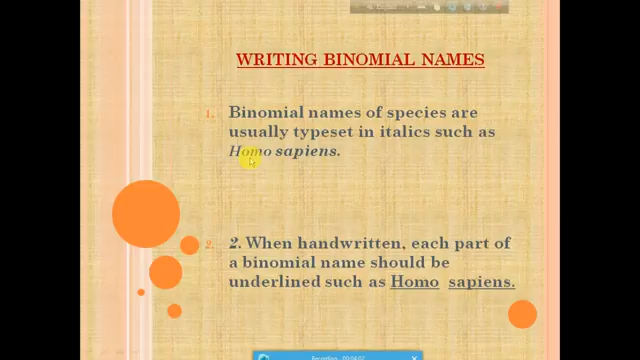 WRITING BINOMIAL NAMES
1. Binomial names of species are
usually typeset in italics such as
Homo sapiens.
2. 2. When handwritten, each part of
a binomial name should be
underlined such as Homo sapiens.